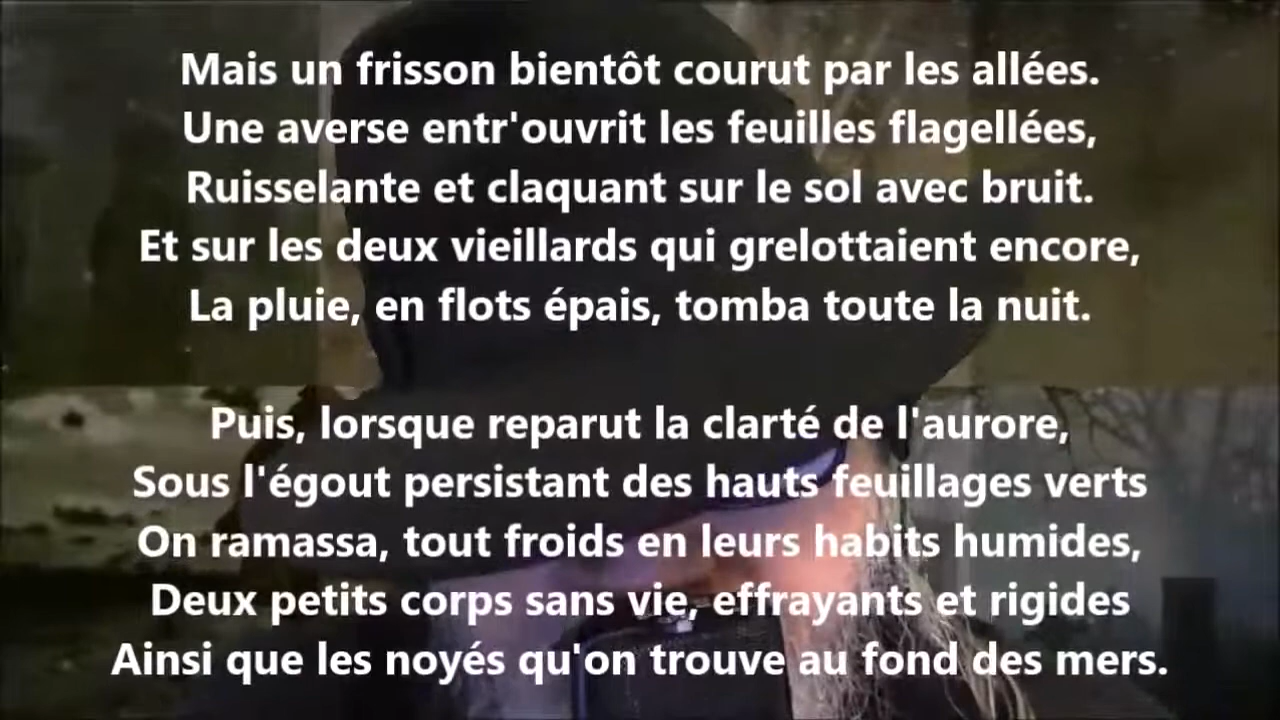 Mais un frisson bientôt courut par les allées.
Une averse entr'ouvrit les feuilles flagellées,
Ruisselante et claquant sur le sol avec bruit.
Et sur les deux vieillards qui grelottaient encore,
La pluie, en flots épais, tomba toute la nuit.
Puis, lorsque reparut la clarté de l'aurore,
Sous l'égout persistant des hauts feuillages verts
On ramassa, tout froids en leurs habits humides,
Deux petits corps sans vie, effrayants et rigides
Ainsi que les noyés qu'on trouve au fond des mers.